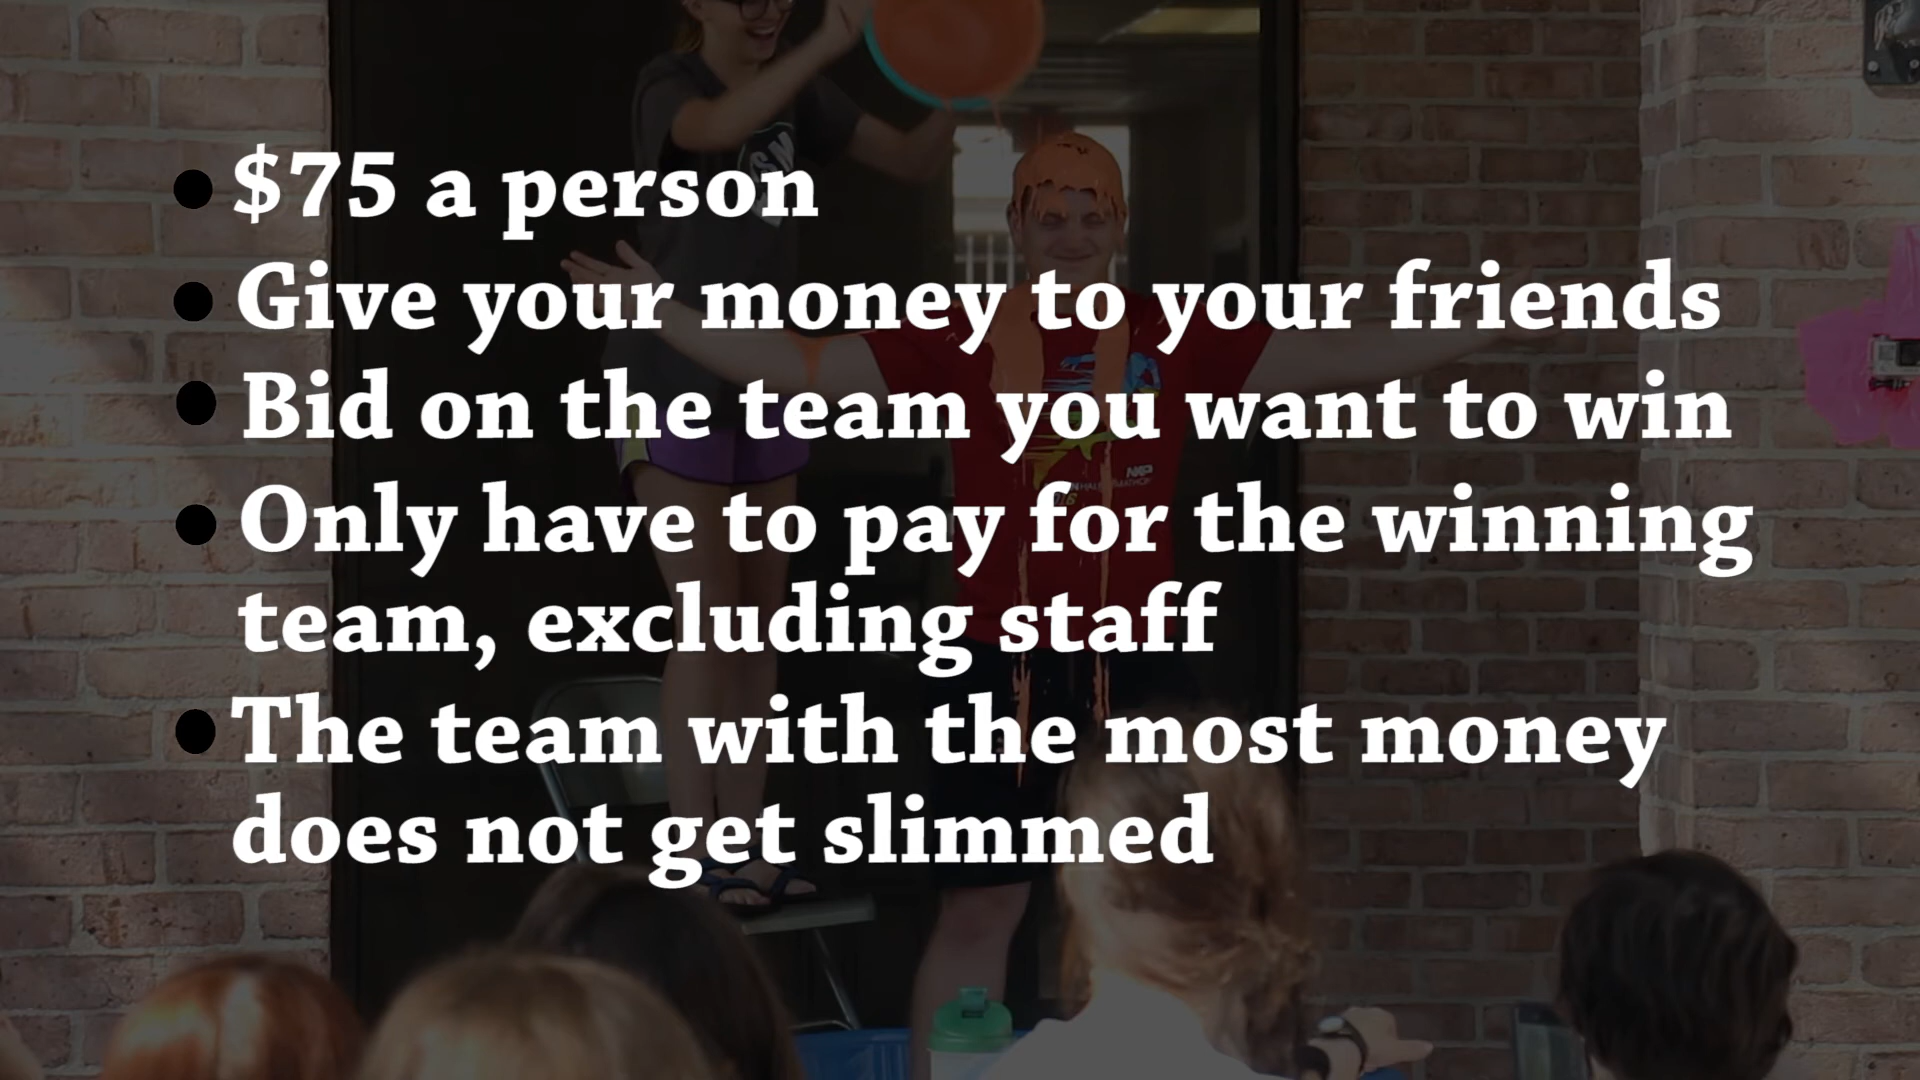 • $75 a person
• Give your money to your friends
• Bid on the team you want to win
• Only have to pay for the winning
team, excluding staff
• The team with the most money
does not get slimmed
NXP